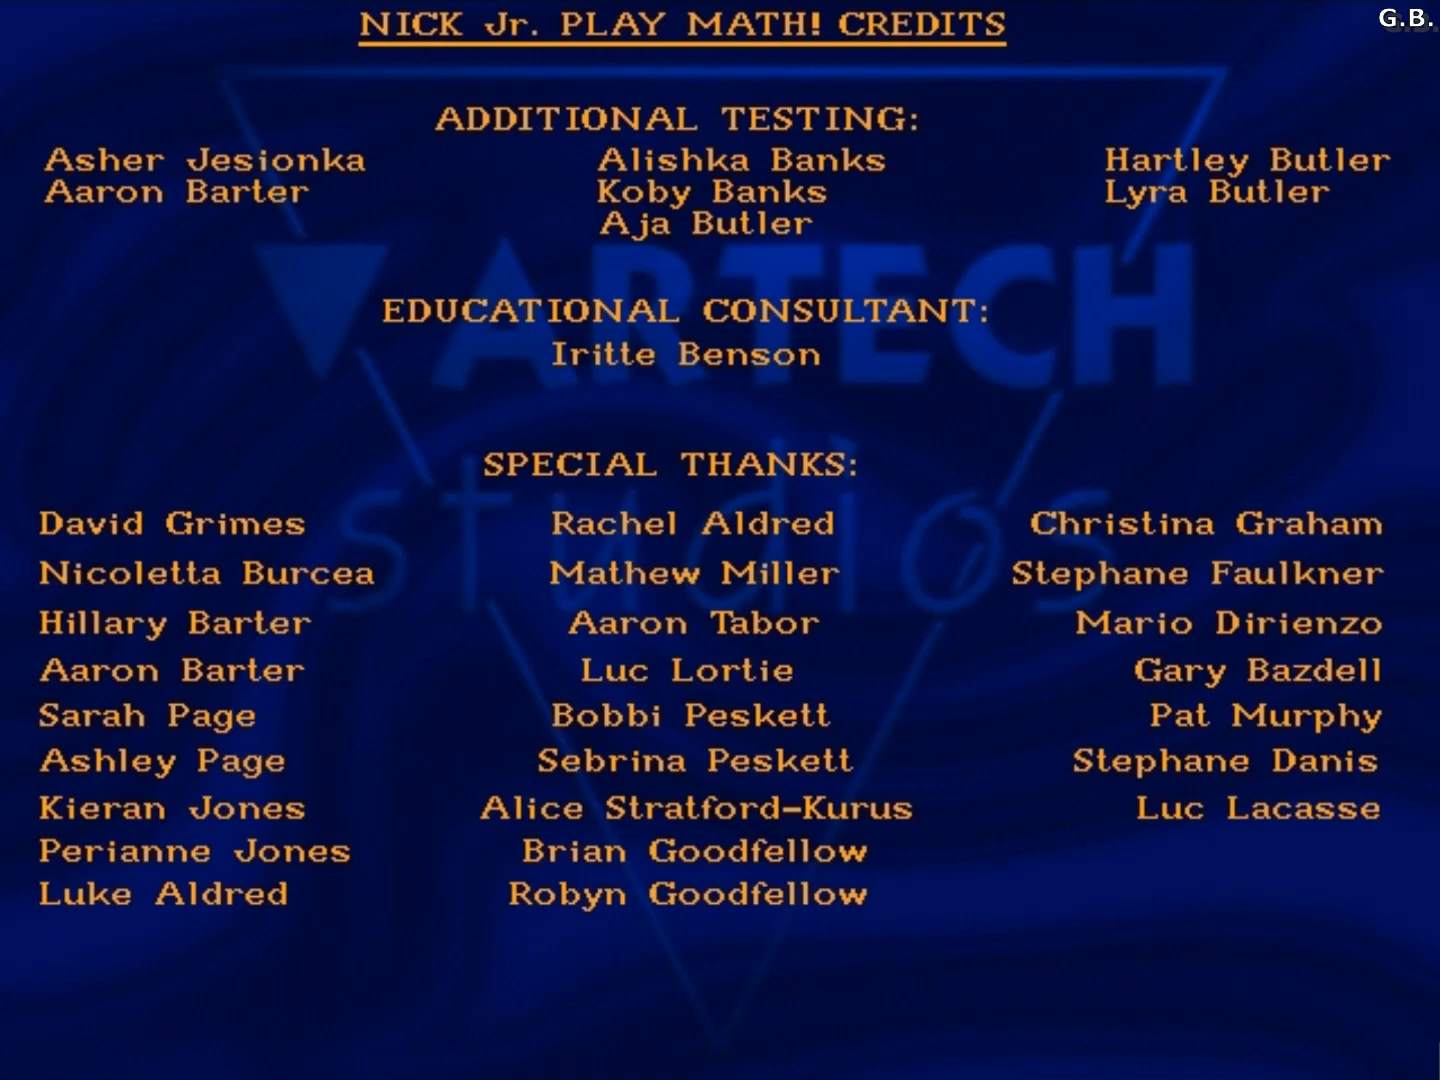 NICK Jr. PLAY MATH! CREDITS
G.B.
ADDITIONAL TESTING:
Asher Jesionka Alishka Banks Hartley Butler
Aaron Barter Koby Banks Lyra Butler
Aja Butler
ARTECH
EDUCATIONAL CONSULTANT:
Iritte Benson
SPECIAL THANKS:
studios
David Grimes Rachel Aldred Christina Graham
Nicoletta Burcea Mathew Miller Stephane Faulkner
Hillary Barter Aaron Tabor Mario Dirienzo
Aaron Barter Luc Lortie Gary Bazdell
Sarah Page Bobbi Peskett Pat Murphy
Ashley Page Sebrina Peskett Stephane Danis
Kieran Jones Alice Stratford-Kurus Luc Lacasse
Perianne Jones Brian Goodfellow
Luke Aldred Robyn Goodfellow